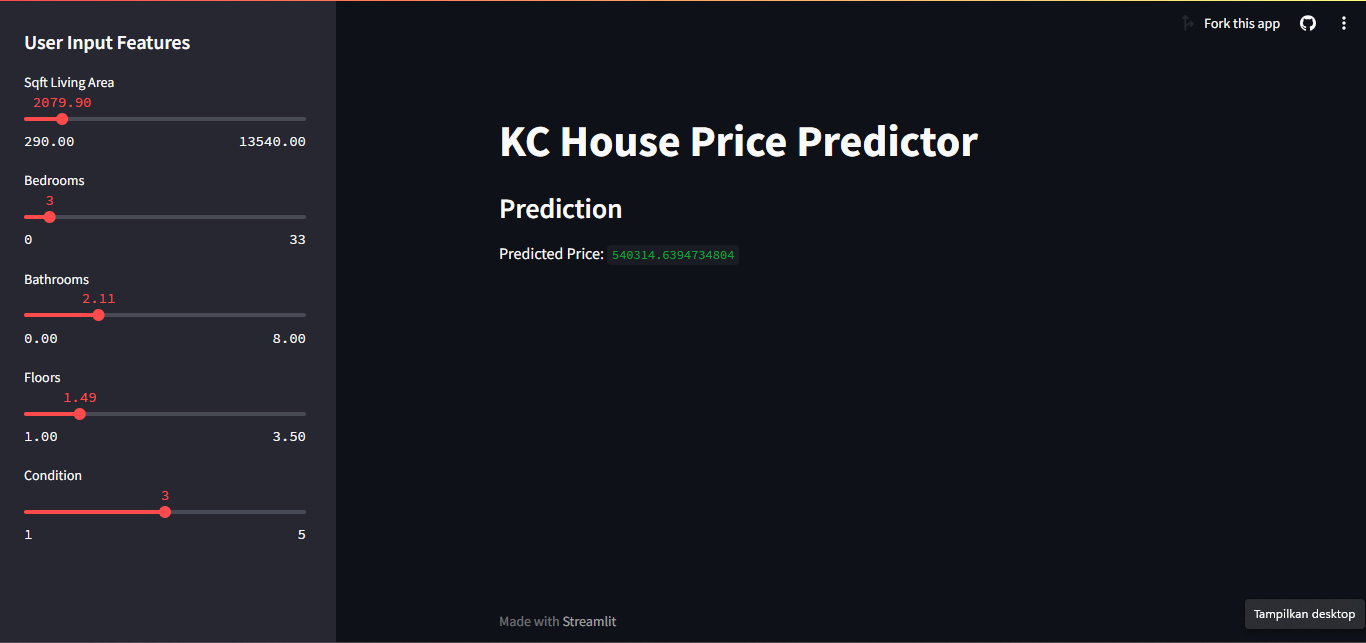 User Input Features
Sqft Living Area
2079.90
290.00 13540.00
Bedrooms
3
0 33
Bathrooms
2.11
0.00 8.00
Floors
1.49
1.00 3.50
Condition
3
1 5
Fork this app
KC House Price Predictor
Prediction
Predicted Price: 540314.6394734804
Made with Streamlit
Tampilkan desktop